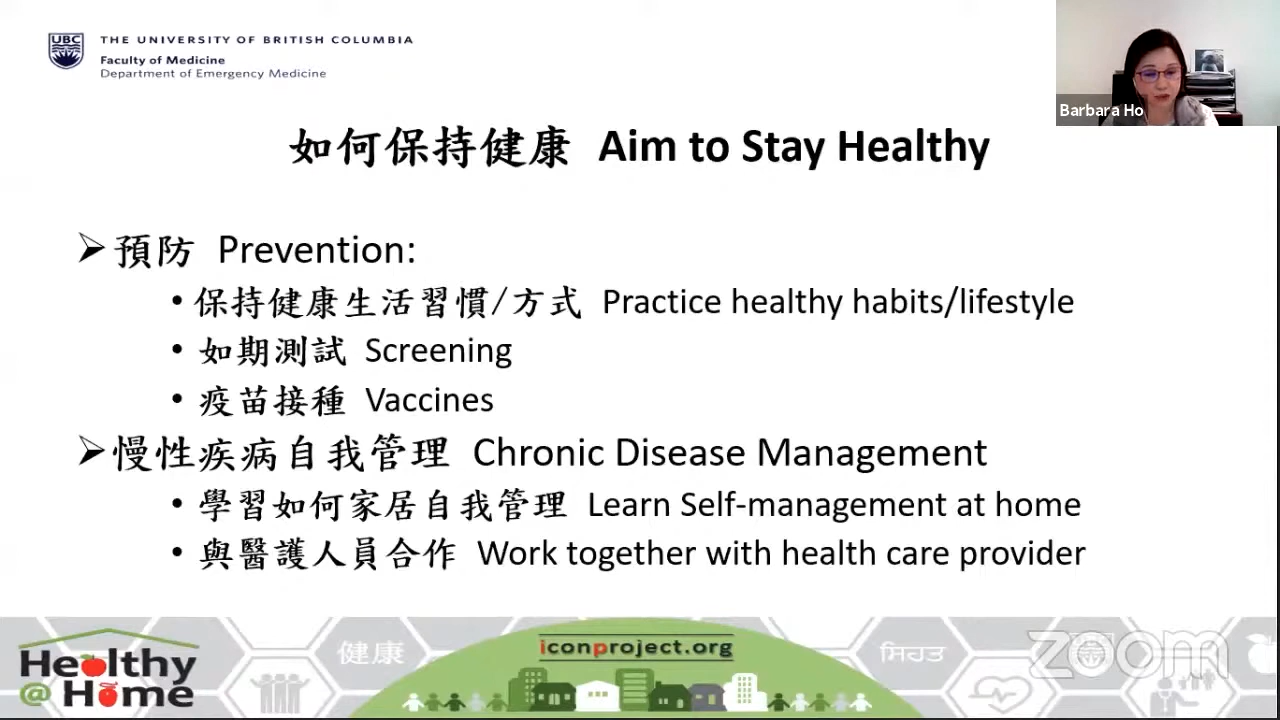 UBC
THE UNIVERSITY OF BRITISH COLUMBIA
Faculty of Medicine
Department of Emergency Medicine
Barbara Ho
如何保持健康 Aim to Stay Healthy
預防 Prevention:
• 保持健康生活習慣/方式 Practice healthy habits/lifestyle
• 如期測試 Screening
• 疫苗接種 Vaccines
慢性疾病自我管理 Chronic Disease Management
• 學習如何家居自我管理 Learn Self-management at home
• 與醫護人員合作 Work together with health care provider
Healthy
@ Home
健康
iconproject.org
ਸਿਹਤ
zoom